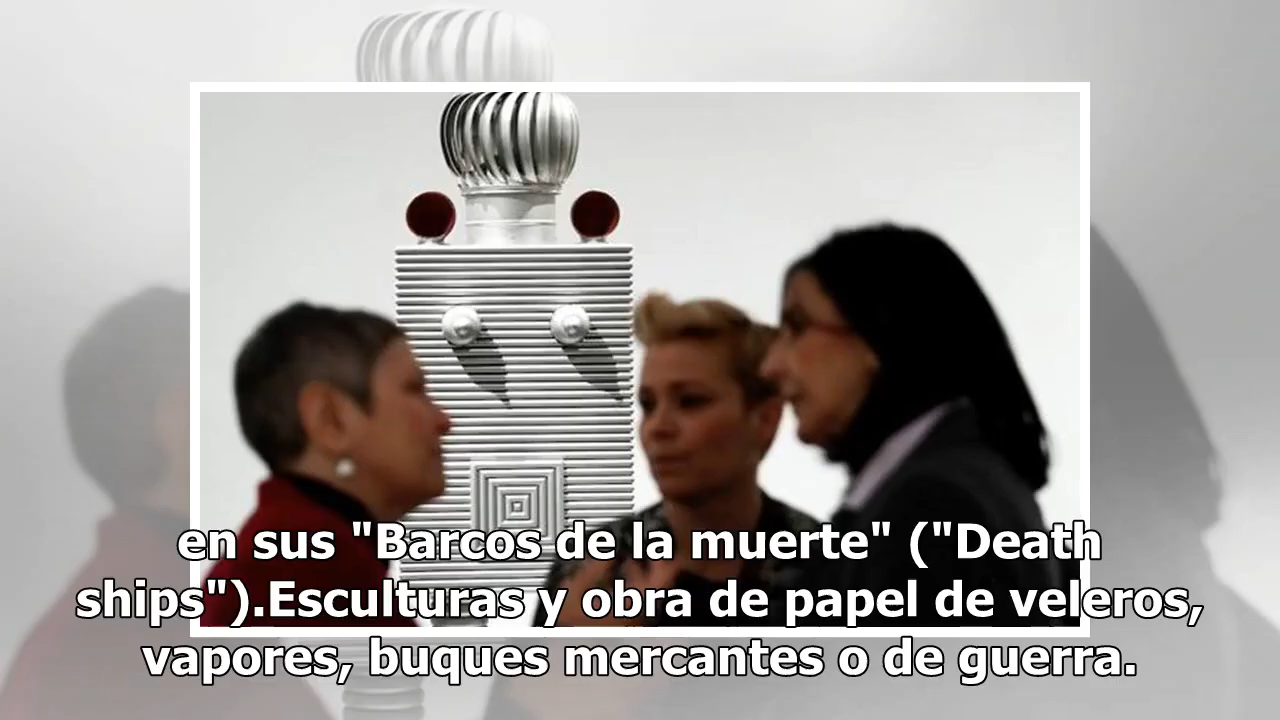 en sus "Barcos de la muerte" ("Death
ships").Esculturas y obra de papel de veleros,
vapores, buques mercantes o de guerra.